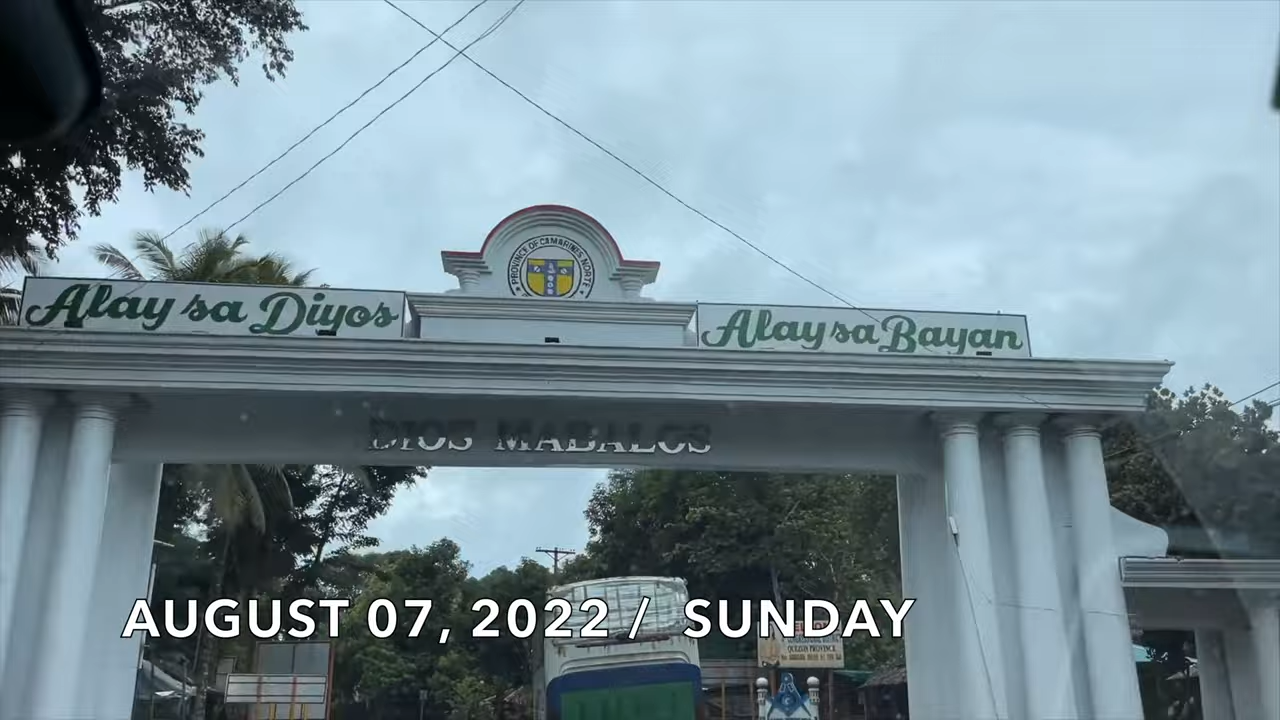 PROVINCE OF CAMARINES NORTE
Alay sa Diyos
Alay sa Bayan
DIOS MABALOS
AUGUST 07, 2022 / SUNDAY
QUEZON PROVINCE